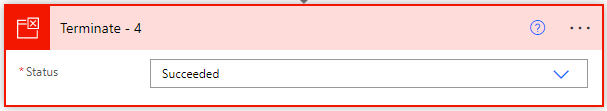 Terminate - 4
* Status
Succeeded